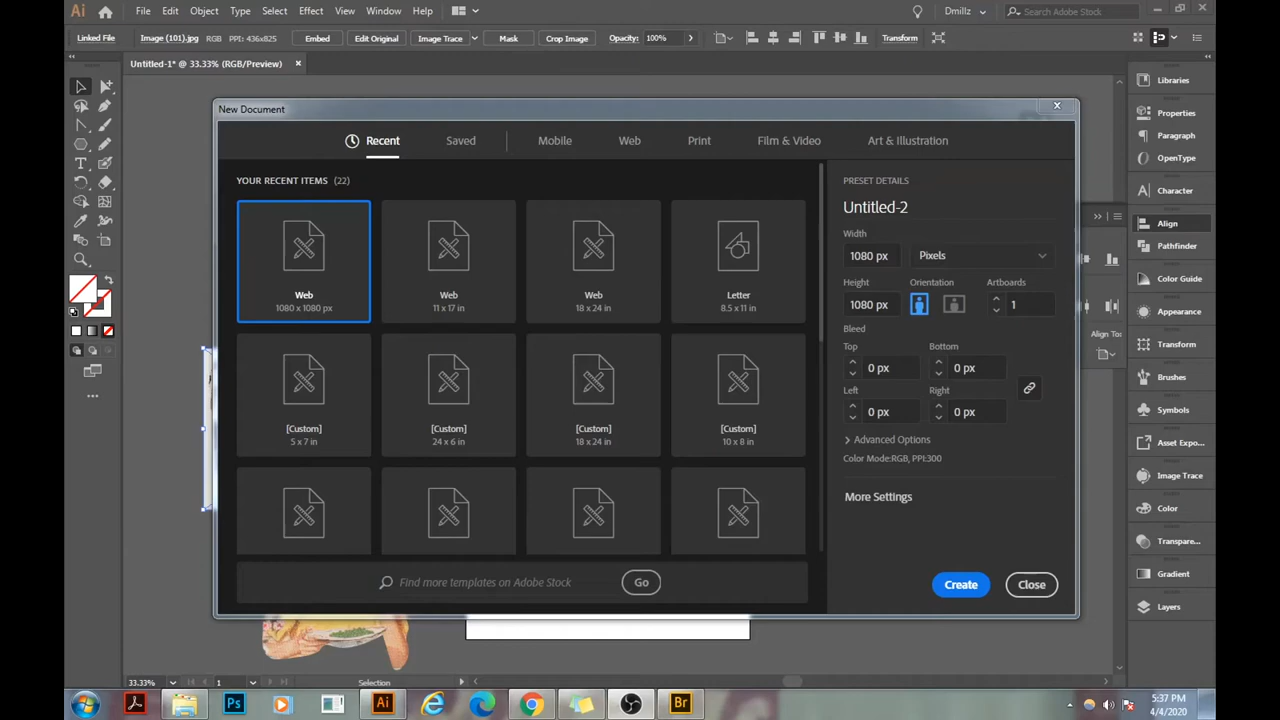 Ai File Edit Object Type Select Effect View Window Help Dmillz Search Adobe Stock
Linked File Image (101).jpg RGB PPI: 436x825 Embed Edit Original Image Trace Mask Crop Image Opacity: 100% Transform
Untitled-1* @ 33.33% (RGB/Preview)
New Document
Recent Saved Mobile Web Print Film & Video Art & Illustration
YOUR RECENT ITEMS (22)
Web
1080 x 1080 px
Web
11 x 17 in
Web
18 x 24 in
Letter
8.5 x 11 in
[Custom]
5 x 7 in
[Custom]
24 x 6 in
[Custom]
18 x 24 in
[Custom]
10 x 8 in
Find more templates on Adobe Stock Go
PRESET DETAILS
Untitled-2
Width
1080 px Pixels
Height Orientation Artboards
1080 px 1
Bleed
Top Bottom
0 px 0 px
Left Right
0 px 0 px
Advanced Options
Color Mode:RGB, PPI:300
More Settings
Create Close
Libraries
Properties
Paragraph
OpenType
Character
Align
Pathfinder
Color Guide
Appearance
Align To:
Transform
Brushes
Symbols
Asset Expo...
Image Trace
Color
Transpare...
Gradient
Layers
33.33% 1 Selection
Ps Ai Br
5:37 PM
4/4/2020